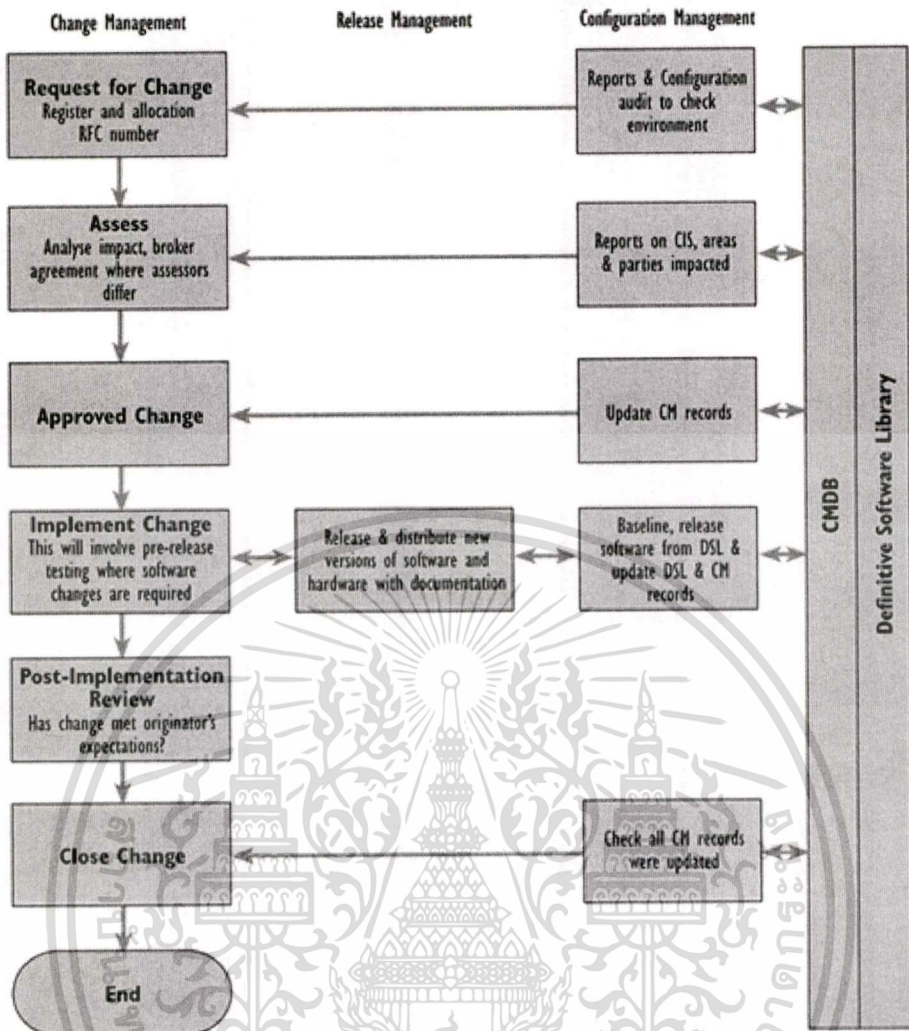 Change Management
Release Management
Configuration Management
Request for Change
Register and allocation
RFC number
Reports & Configuration
audit to check
environment
Assess
Analyse impact, broker
agreement where assessors
differ
Reports on CIS, areas
& parties impacted
Approved Change
Update CM records
Implement Change
This will involve pre-release
testing where software
changes are required
Release & distribute new
versions of software and
hardware with documentation
Baseline, release
software from DSL &
update DSL & CM
records
Post-Implementation
Review
Has change met originator's
expectations?
Close Change
Check all CM records
were updated
End
CMDB
Definitive Software Library